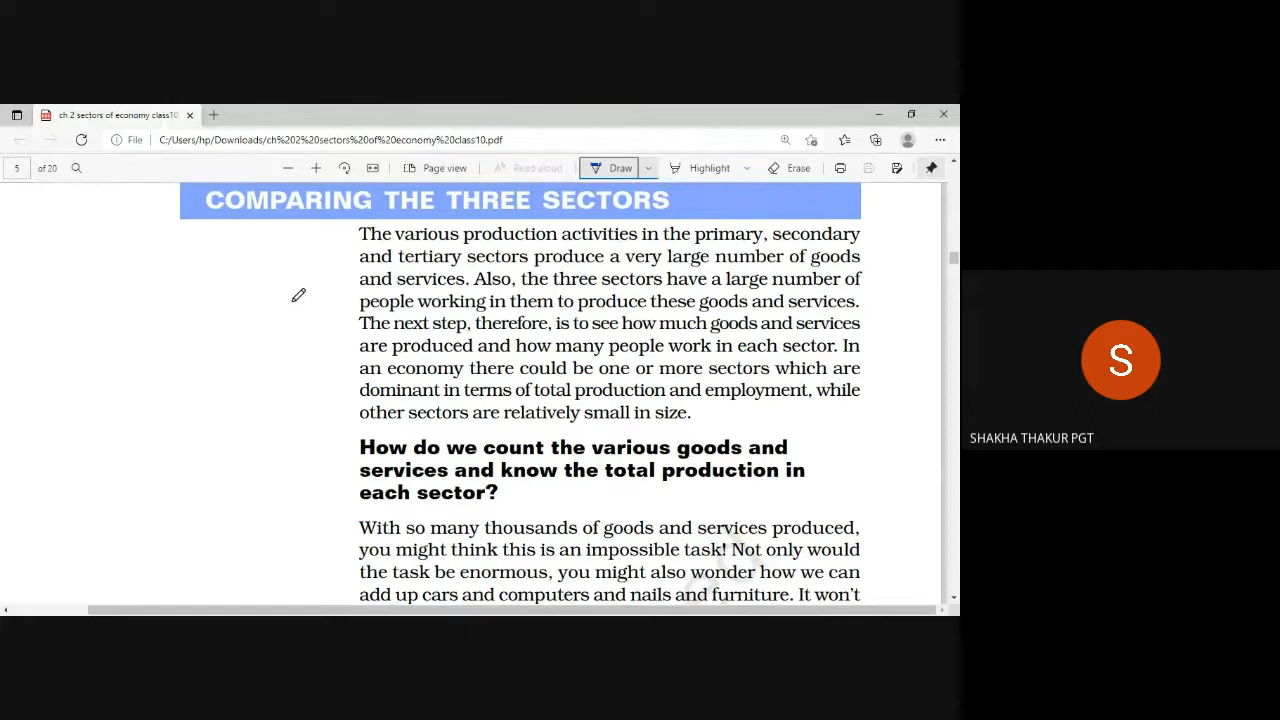 ch 2 sectors of economy class10
File C:/Users/hp/Downloads/ch%202%20sectors%20of%20economy%20class10.pdf
5 of 20 Page view Read aloud Draw Highlight Erase
COMPARING THE THREE SECTORS
The various production activities in the primary, secondary
and tertiary sectors produce a very large number of goods
and services. Also, the three sectors have a large number of
people working in them to produce these goods and services.
The next step, therefore, is to see how much goods and services
are produced and how many people work in each sector. In
an economy there could be one or more sectors which are
dominant in terms of total production and employment, while
other sectors are relatively small in size.
How do we count the various goods and
services and know the total production in
each sector?
With so many thousands of goods and services produced,
you might think this is an impossible task! Not only would
the task be enormous, you might also wonder how we can
add up cars and computers and nails and furniture. It won't
S
SHAKHA THAKUR PGT